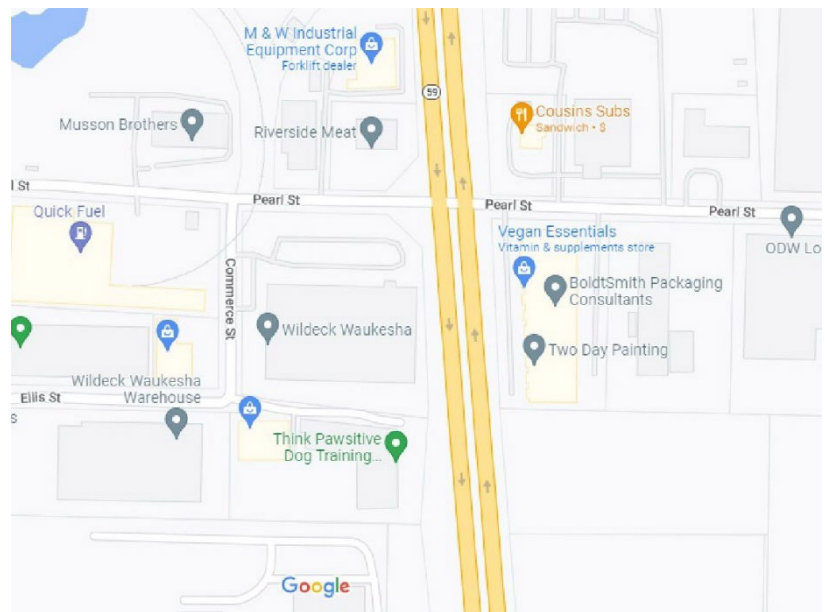 M & W Industrial
Equipment Corp
Forklift dealer
59
Musson Brothers
Riverside Meat
Cousins Subs
Sandwich • $
l St
Pearl St
Pearl St
Pearl St
Quick Fuel
Vegan Essentials
Vitamin & supplements store
ODW Lo
BoldtSmith Packaging
Consultants
Commerce St
Wildeck Waukesha
Two Day Painting
Wildeck Waukesha
Warehouse
Ellis St
s
Think Pawsitive
Dog Training...
Google